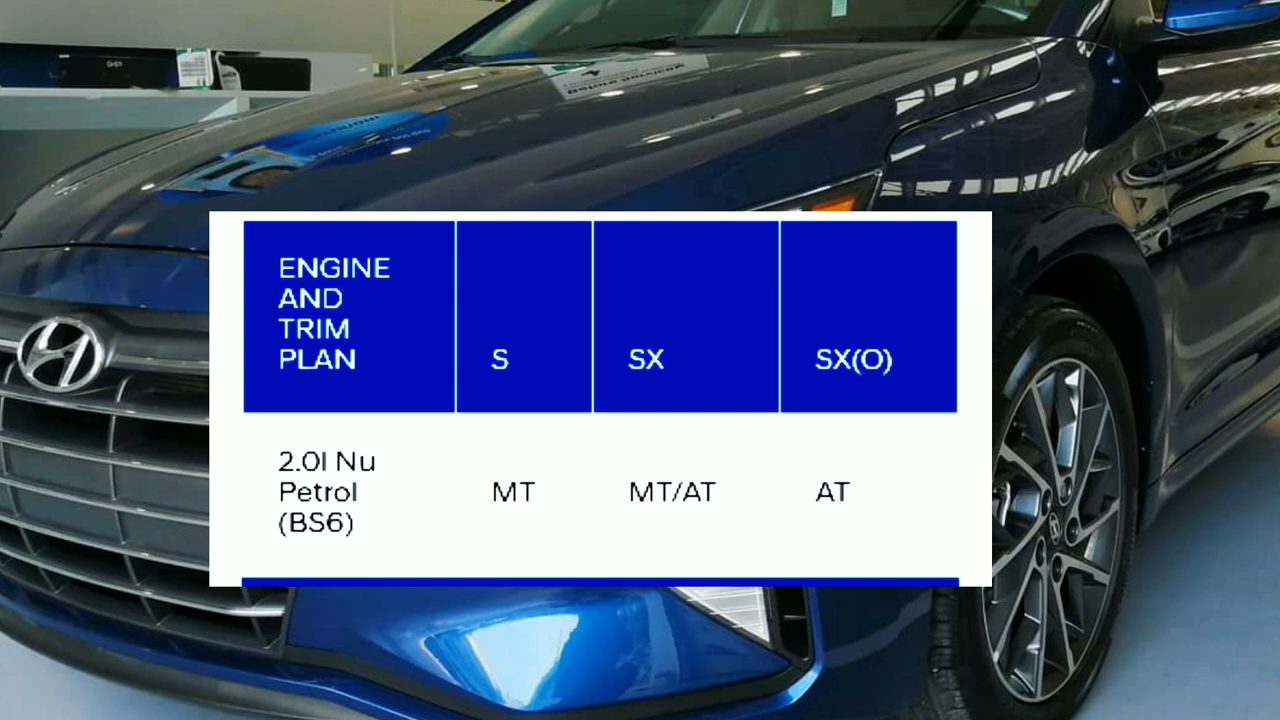 ENGINE
AND
TRIM
PLAN
S
SX
SX(O)
2.0l Nu
Petrol
(BS6)
MT
MT/AT
AT